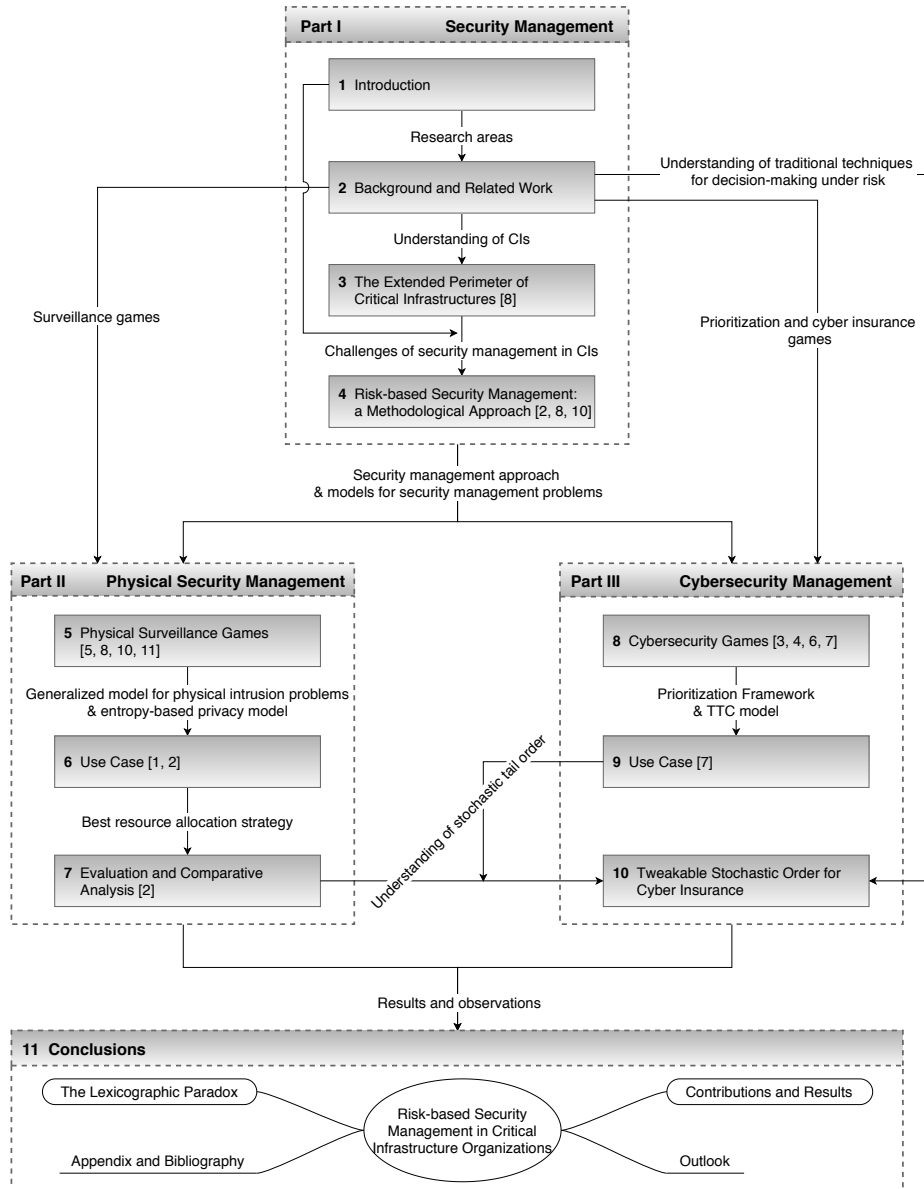 Part I Security Management
1 Introduction
Research areas
Understanding of traditional techniques
for decision-making under risk
2 Background and Related Work
Understanding of CIs
3 The Extended Perimeter of
Critical Infrastructures [8]
Surveillance games
Prioritization and cyber insurance
games
Challenges of security management in CIs
4 Risk-based Security Management:
a Methodological Approach [2, 8, 10]
Security management approach
& models for security management problems
Part II Physical Security Management
5 Physical Surveillance Games
[5, 8, 10, 11]
Generalized model for physical intrusion problems
& entropy-based privacy model
6 Use Case [1, 2]
Best resource allocation strategy
7 Evaluation and Comparative
Analysis [2]
Understanding of stochastic tail order
Part III Cybersecurity Management
8 Cybersecurity Games [3, 4, 6, 7]
Prioritization Framework
& TTC model
9 Use Case [7]
10 Tweakable Stochastic Order for
Cyber Insurance
Results and observations
11 Conclusions
The Lexicographic Paradox
Appendix and Bibliography
Risk-based Security
Management in Critical
Infrastructure Organizations
Contributions and Results
Outlook